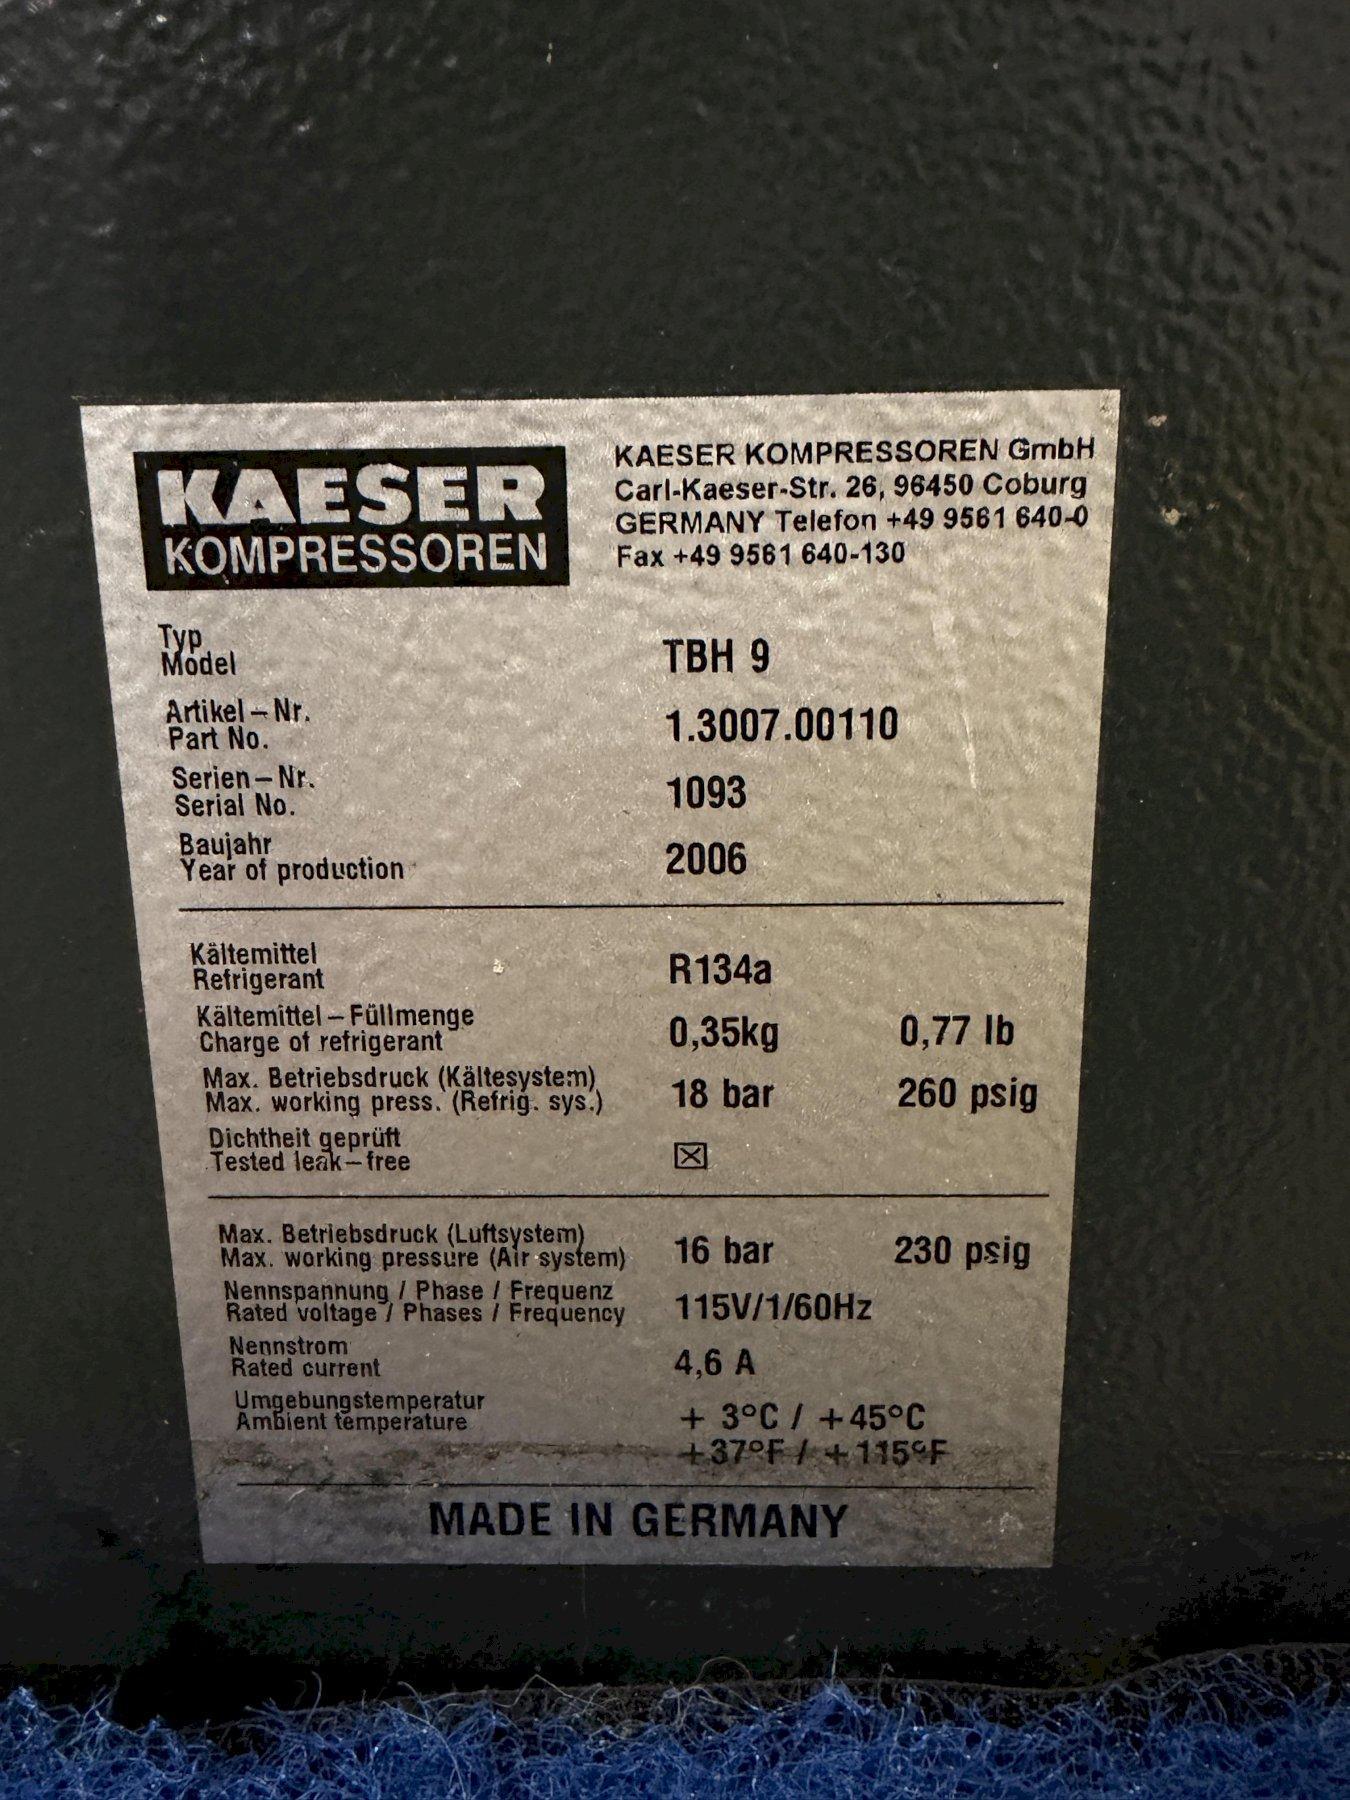 KAESER
KOMPRESSOREN
KAESER KOMPRESSOREN GmbH
Carl-Kaeser-Str. 26, 96450 Coburg
GERMANY Telefon +49 9561 640-0
Fax +49 9561 640-130
Typ
Model TBH 9
Artikel – Nr.
Part No. 1.3007.00110
Serien – Nr.
Serial No. 1093
Baujahr
Year of production 2006
Kältemittel
Refrigerant R134a
Kältemittel – Füllmenge
Charge of refrigerant 0,35kg 0,77 lb
Max. Betriebsdruck (Kältesystem)
Max. working press. (Refrig. sys.) 18 bar 260 psig
Dichtheit geprüft
Tested leak – free ☒
Max. Betriebsdruck (Luftsystem)
Max. working pressure (Air system) 16 bar 230 psig
Nennspannung / Phase / Frequenz
Rated voltage / Phases / Frequency 115V/1/60Hz
Nennstrom
Rated current 4,6 A
Umgebungstemperatur
Ambient temperature + 3°C / +45°C
+37°F / +115°F
MADE IN GERMANY